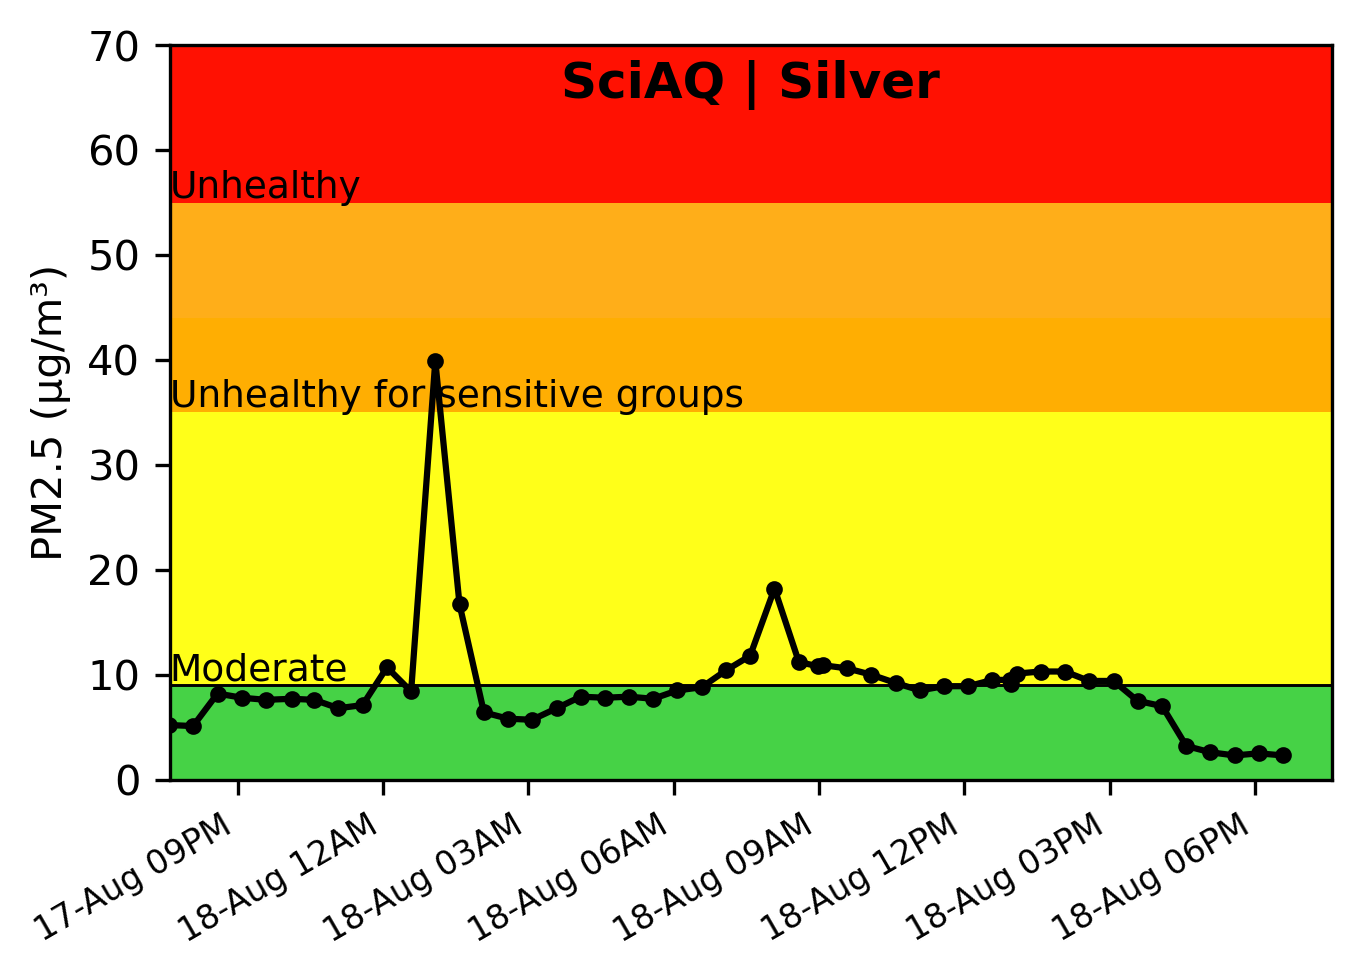 SciAQ | Silver
70
60
50
40
30
20
10
0
PM2.5 (µg/m³)
Unhealthy
Unhealthy for sensitive groups
Moderate
17-Aug 09PM
18-Aug 12AM
18-Aug 03AM
18-Aug 06AM
18-Aug 09AM
18-Aug 12PM
18-Aug 03PM
18-Aug 06PM